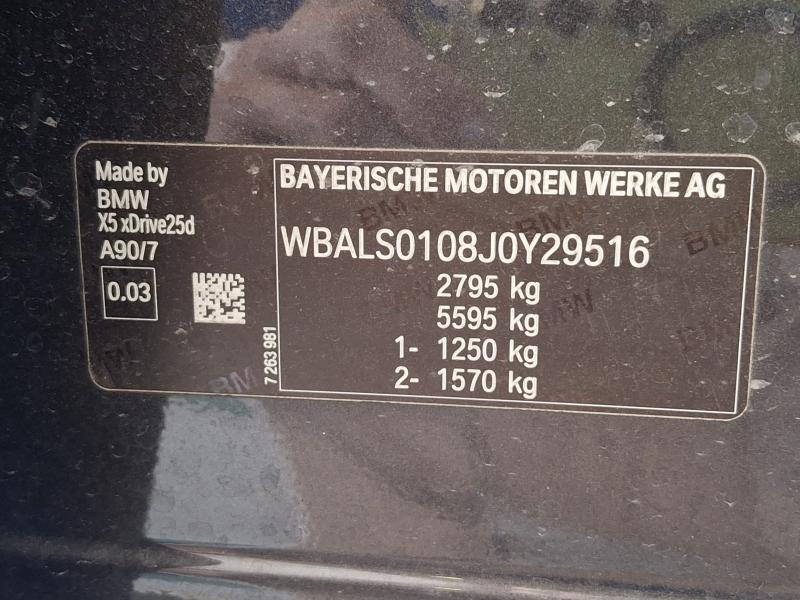 Made by
BMW
X5 xDrive25d
A90/7
0.03
7 263 981
BAYERISCHE MOTOREN WERKE AG
WBALS0108J0Y29516
2795 kg
5595 kg
1- 1250 kg
2- 1570 kg